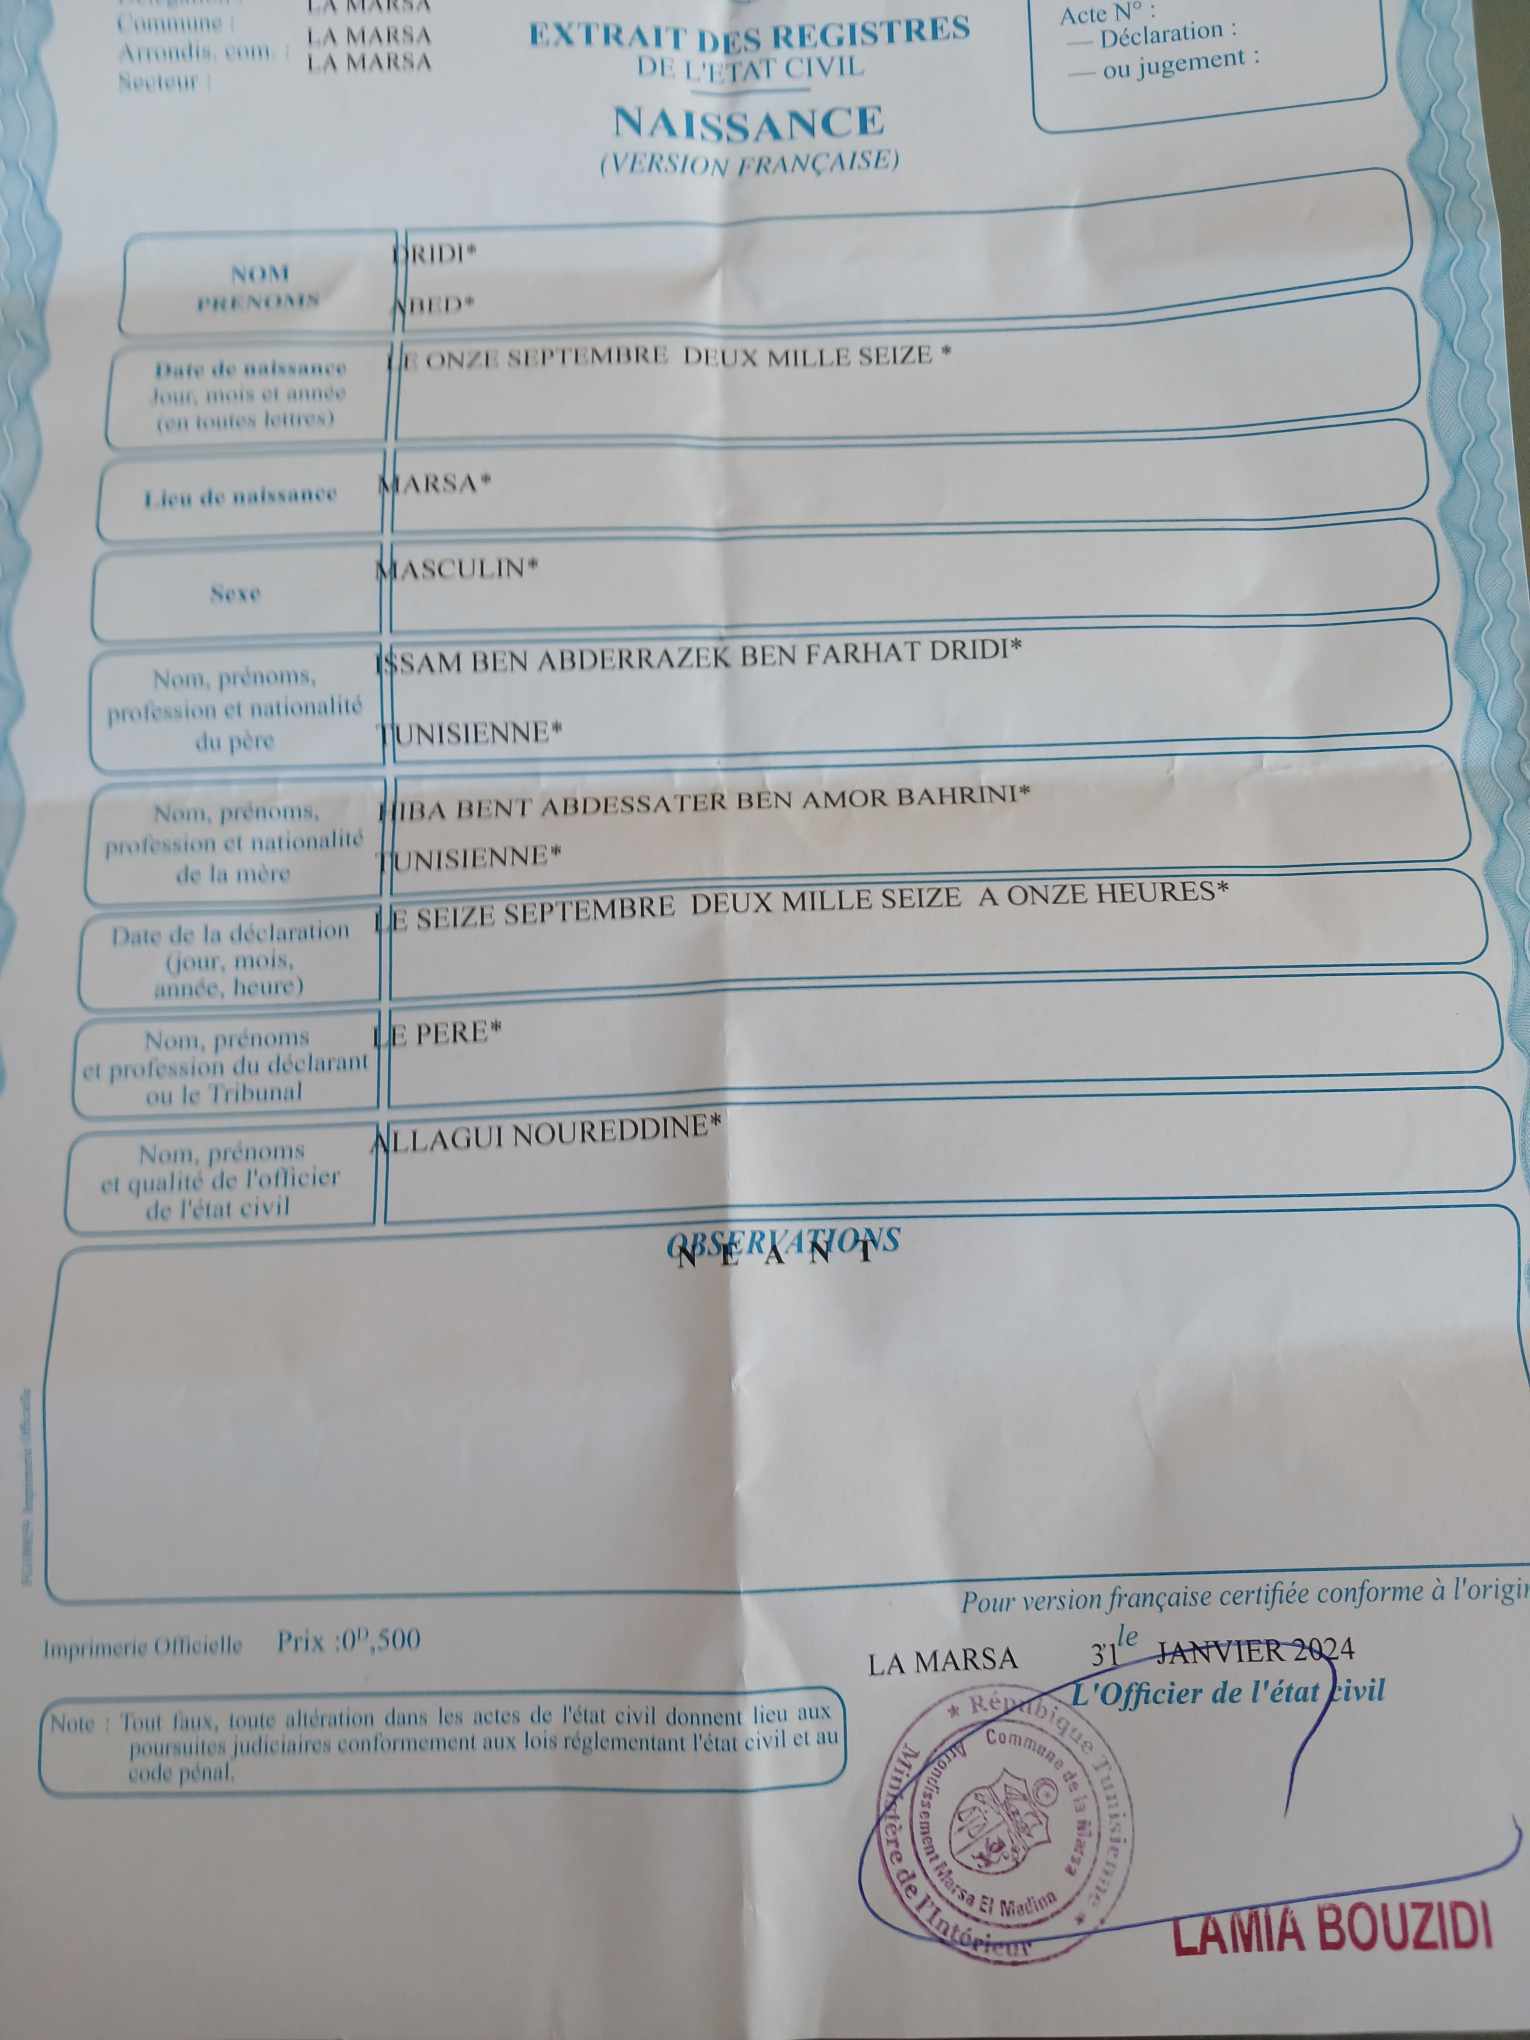 LA MARSA
Commune : LA MARSA
Arrondis. com. : LA MARSA
Secteur :
EXTRAIT DES REGISTRES
DE L'ETAT CIVIL
NAISSANCE
(VERSION FRANÇAISE)
Acte N° :
— Déclaration :
— ou jugement :
NOM DRIDI*
PRENOMS ABED*
Date de naissance
Jour, mois et année
(en toutes lettres)
LE ONZE SEPTEMBRE DEUX MILLE SEIZE *
Lieu de naissance MARSA*
Sexe MASCULIN*
Nom, prénoms,
profession et nationalité
du père
ISSAM BEN ABDERRAZEK BEN FARHAT DRIDI*
TUNISIENNE*
Nom, prénoms,
profession et nationalité
de la mère
HIBA BENT ABDESSATER BEN AMOR BAHRINI*
TUNISIENNE*
Date de la déclaration
(jour, mois,
année, heure)
LE SEIZE SEPTEMBRE DEUX MILLE SEIZE A ONZE HEURES*
Nom, prénoms
et profession du déclarant
ou le Tribunal
LE PERE*
Nom, prénoms
et qualité de l'officier
de l'état civil
ALLAGUI NOUREDDINE*
OBSERVATIONS
N E A N T
Pour version française certifiée conforme à l'origin
Imprimerie Officielle Prix :0ᴰ,500
LA MARSA le 31 JANVIER 2024
L'Officier de l'état civil
Note : Tout faux, toute altération dans les actes de l'état civil donnent lieu aux
poursuites judiciaires conformement aux lois réglementant l'état civil et au
code pénal.
* République Tunisienne *
Ministère de l'Intérieur
Commune de la Marsa
Arrondissement Marsa El Madina
LAMIA BOUZIDI